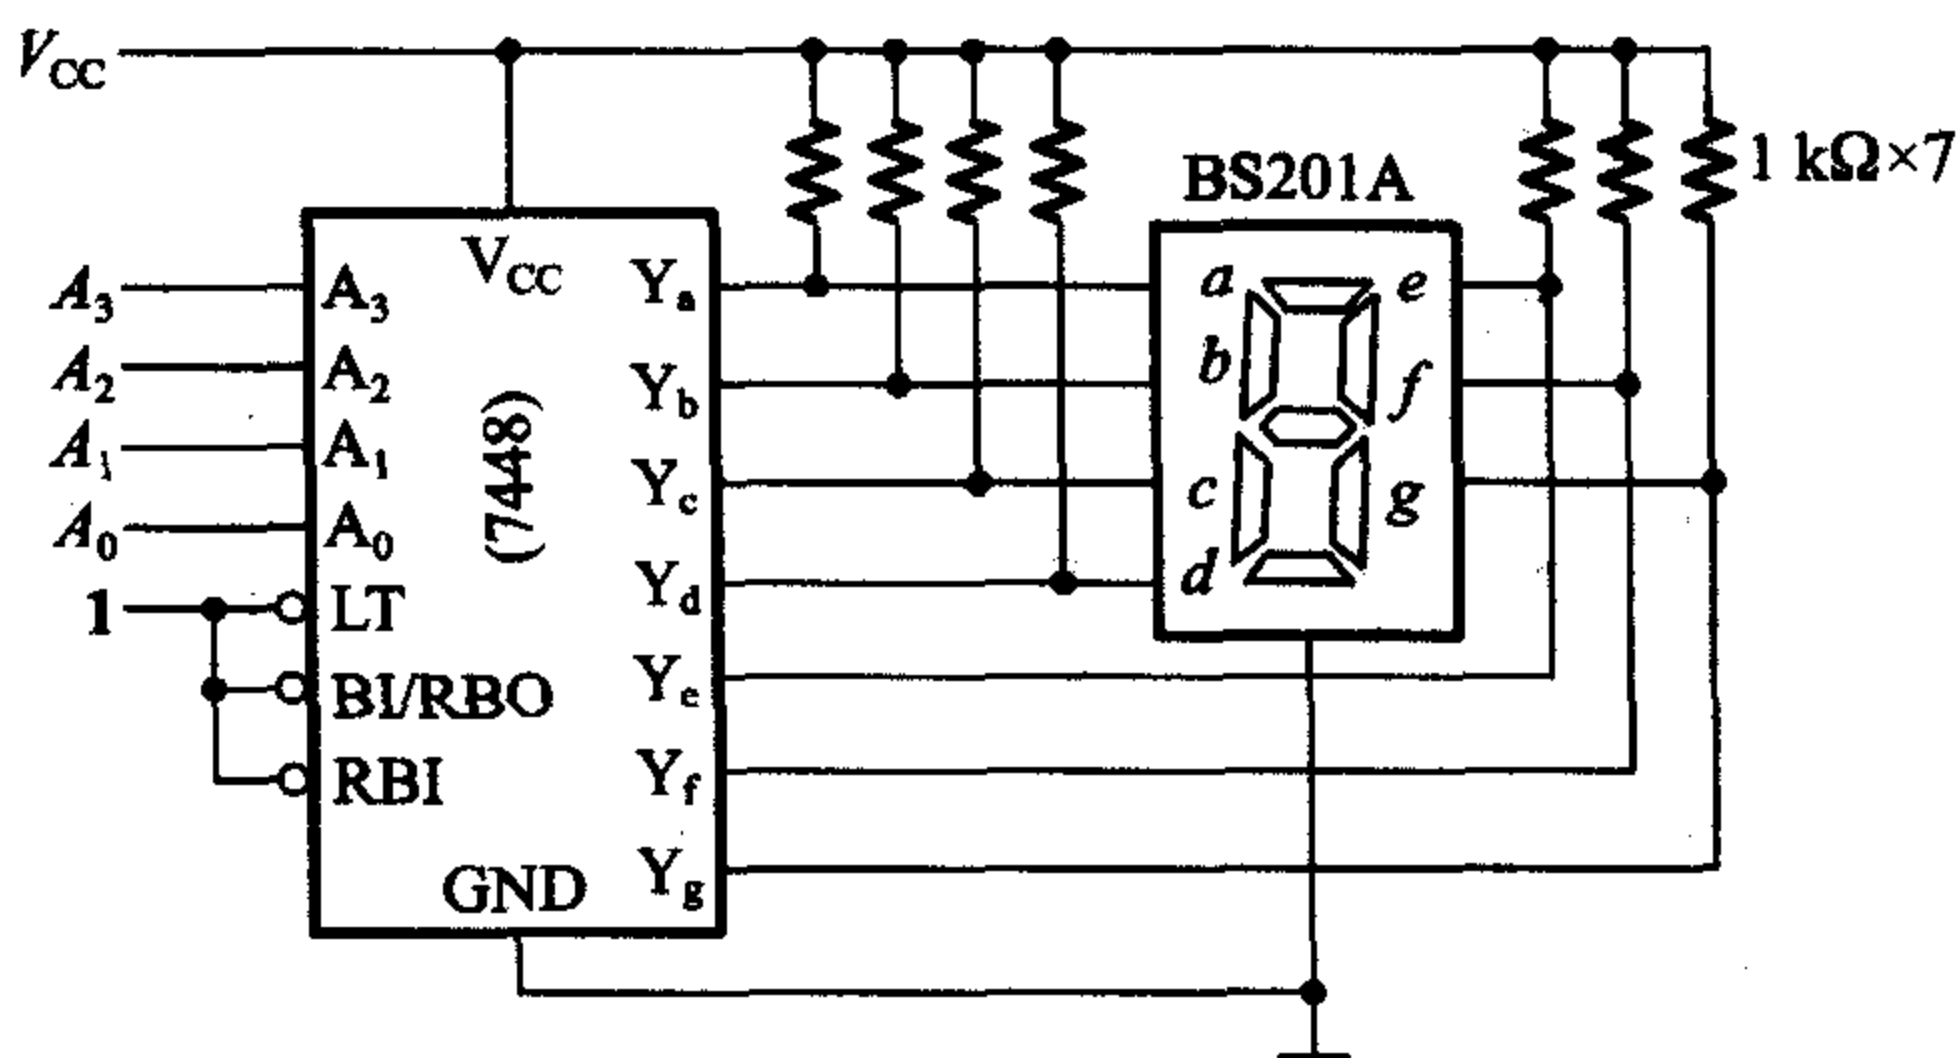 V_CC
1 kΩ×7
BS201A
V_CC
A_3 A_3 Y_a a e
A_2 A_2 Y_b b f
A_1 A_1 (7448) Y_c c g
A_0 A_0 Y_d d
1 LT
BI/RBO Y_e
RBI Y_f
GND Y_g